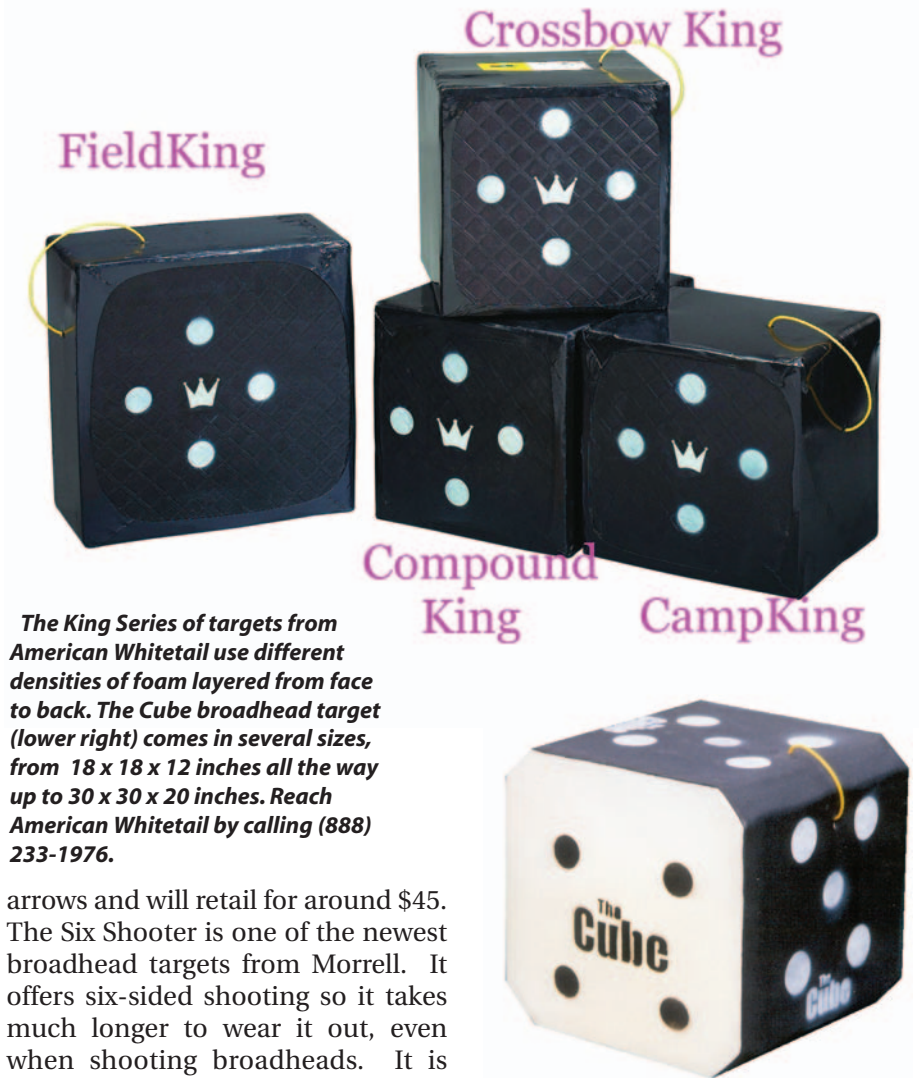 Crossbow King
FieldKing
Compound
King
CampKing
The King Series of targets from
American Whitetail use different
densities of foam layered from face
to back. The Cube broadhead target
(lower right) comes in several sizes,
from 18 x 18 x 12 inches all the way
up to 30 x 30 x 20 inches. Reach
American Whitetail by calling (888)
233-1976.
arrows and will retail for around $45.
The Six Shooter is one of the newest
broadhead targets from Morrell. It
offers six-sided shooting so it takes
much longer to wear it out, even
when shooting broadheads. It is
The
Cube
The
Cube